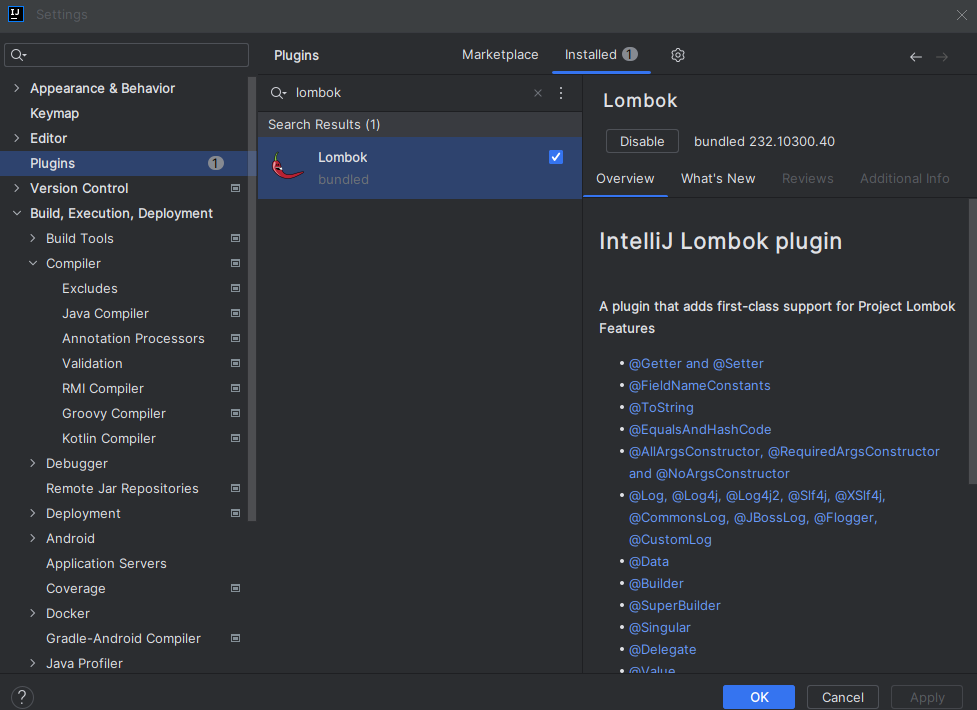 IJ
Settings
Plugins
Marketplace
Installed 1
Appearance & Behavior
Keymap
Editor
Plugins 1
Version Control
Build, Execution, Deployment
Build Tools
Compiler
Excludes
Java Compiler
Annotation Processors
Validation
RMI Compiler
Groovy Compiler
Kotlin Compiler
Debugger
Remote Jar Repositories
Deployment
Android
Application Servers
Coverage
Docker
Gradle-Android Compiler
Java Profiler
lombok
Search Results (1)
Lombok
bundled
Lombok
Disable
bundled 232.10300.40
Overview
What's New
Reviews
Additional Info
IntelliJ Lombok plugin
A plugin that adds first-class support for Project Lombok
Features
• @Getter and @Setter
• @FieldNameConstants
• @ToString
• @EqualsAndHashCode
• @AllArgsConstructor, @RequiredArgsConstructor
and @NoArgsConstructor
• @Log, @Log4j, @Log4j2, @Slf4j, @XSlf4j,
@CommonsLog, @JBossLog, @Flogger,
@CustomLog
• @Data
• @Builder
• @SuperBuilder
• @Singular
• @Delegate
• @Value
?
OK
Cancel
Apply